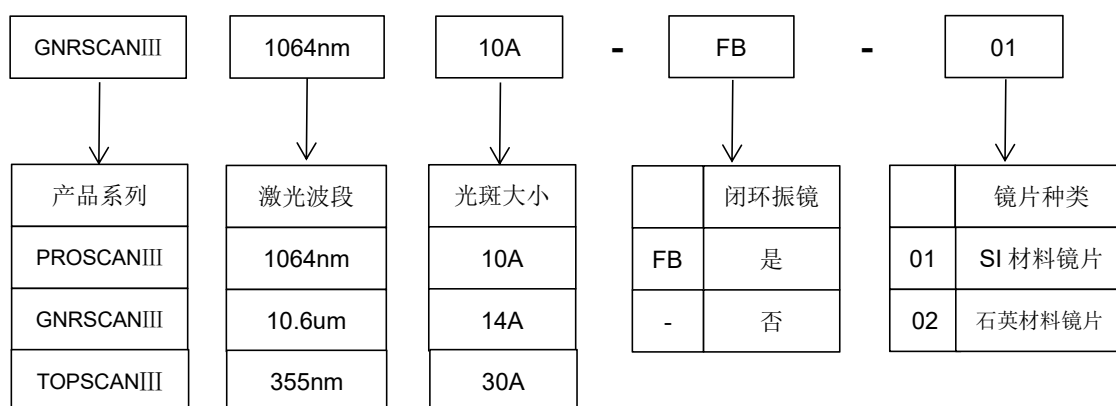 GNRSCANⅢ 1064nm 10A - FB - 01
产品系列 激光波段 光斑大小 闭环振镜 镜片种类
PROSCANⅢ 1064nm 10A FB 是 01 SI 材料镜片
GNRSCANⅢ 10.6um 14A - 否 02 石英材料镜片
TOPSCANⅢ 355nm 30A